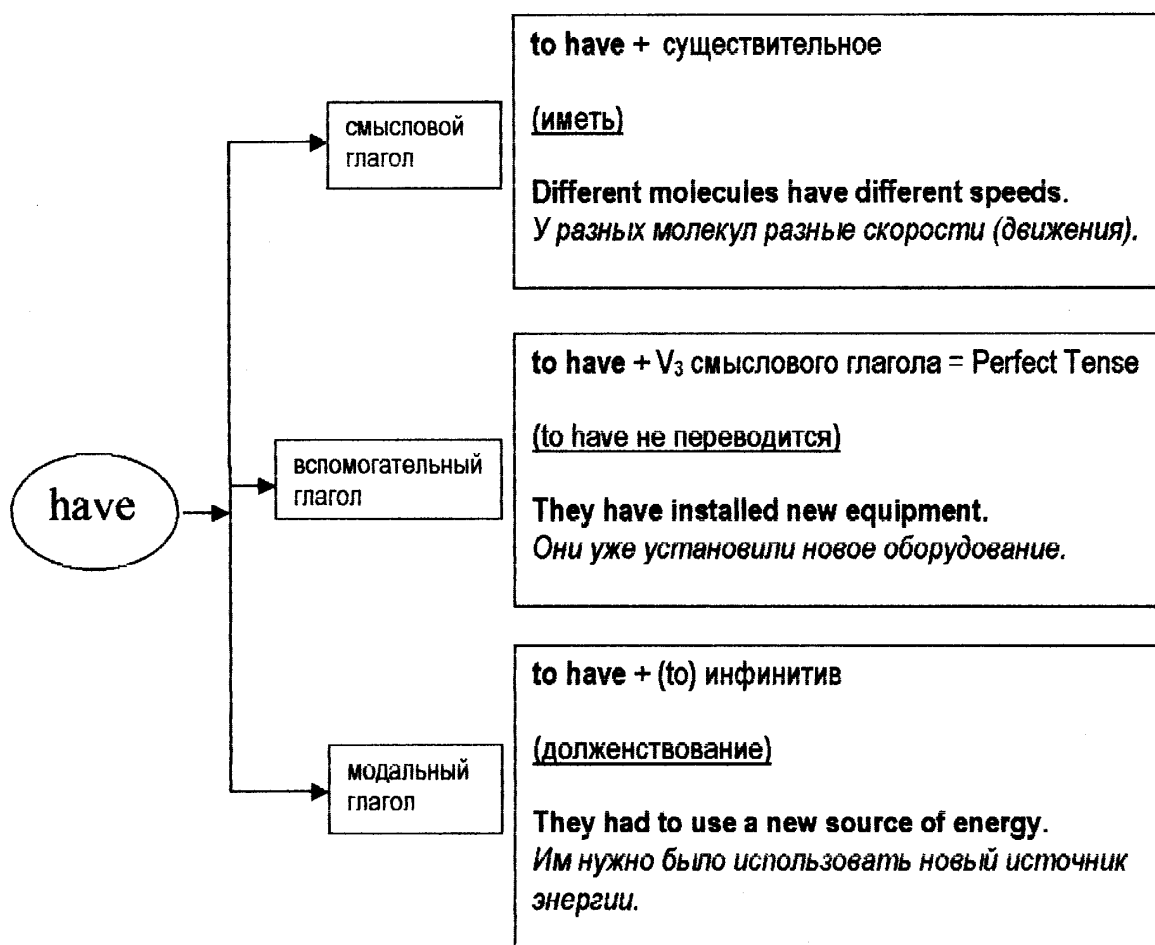 have
смысловой
глагол
to have + существительное
(иметь)
Different molecules have different speeds.
У разных молекул разные скорости (движения).
вспомогательный
глагол
to have + V₃ смыслового глагола = Perfect Tense
(to have не переводится)
They have installed new equipment.
Они уже установили новое оборудование.
модальный
глагол
to have + (to) инфинитив
(долженствование)
They had to use a new source of energy.
Им нужно было использовать новый источник
энергии.